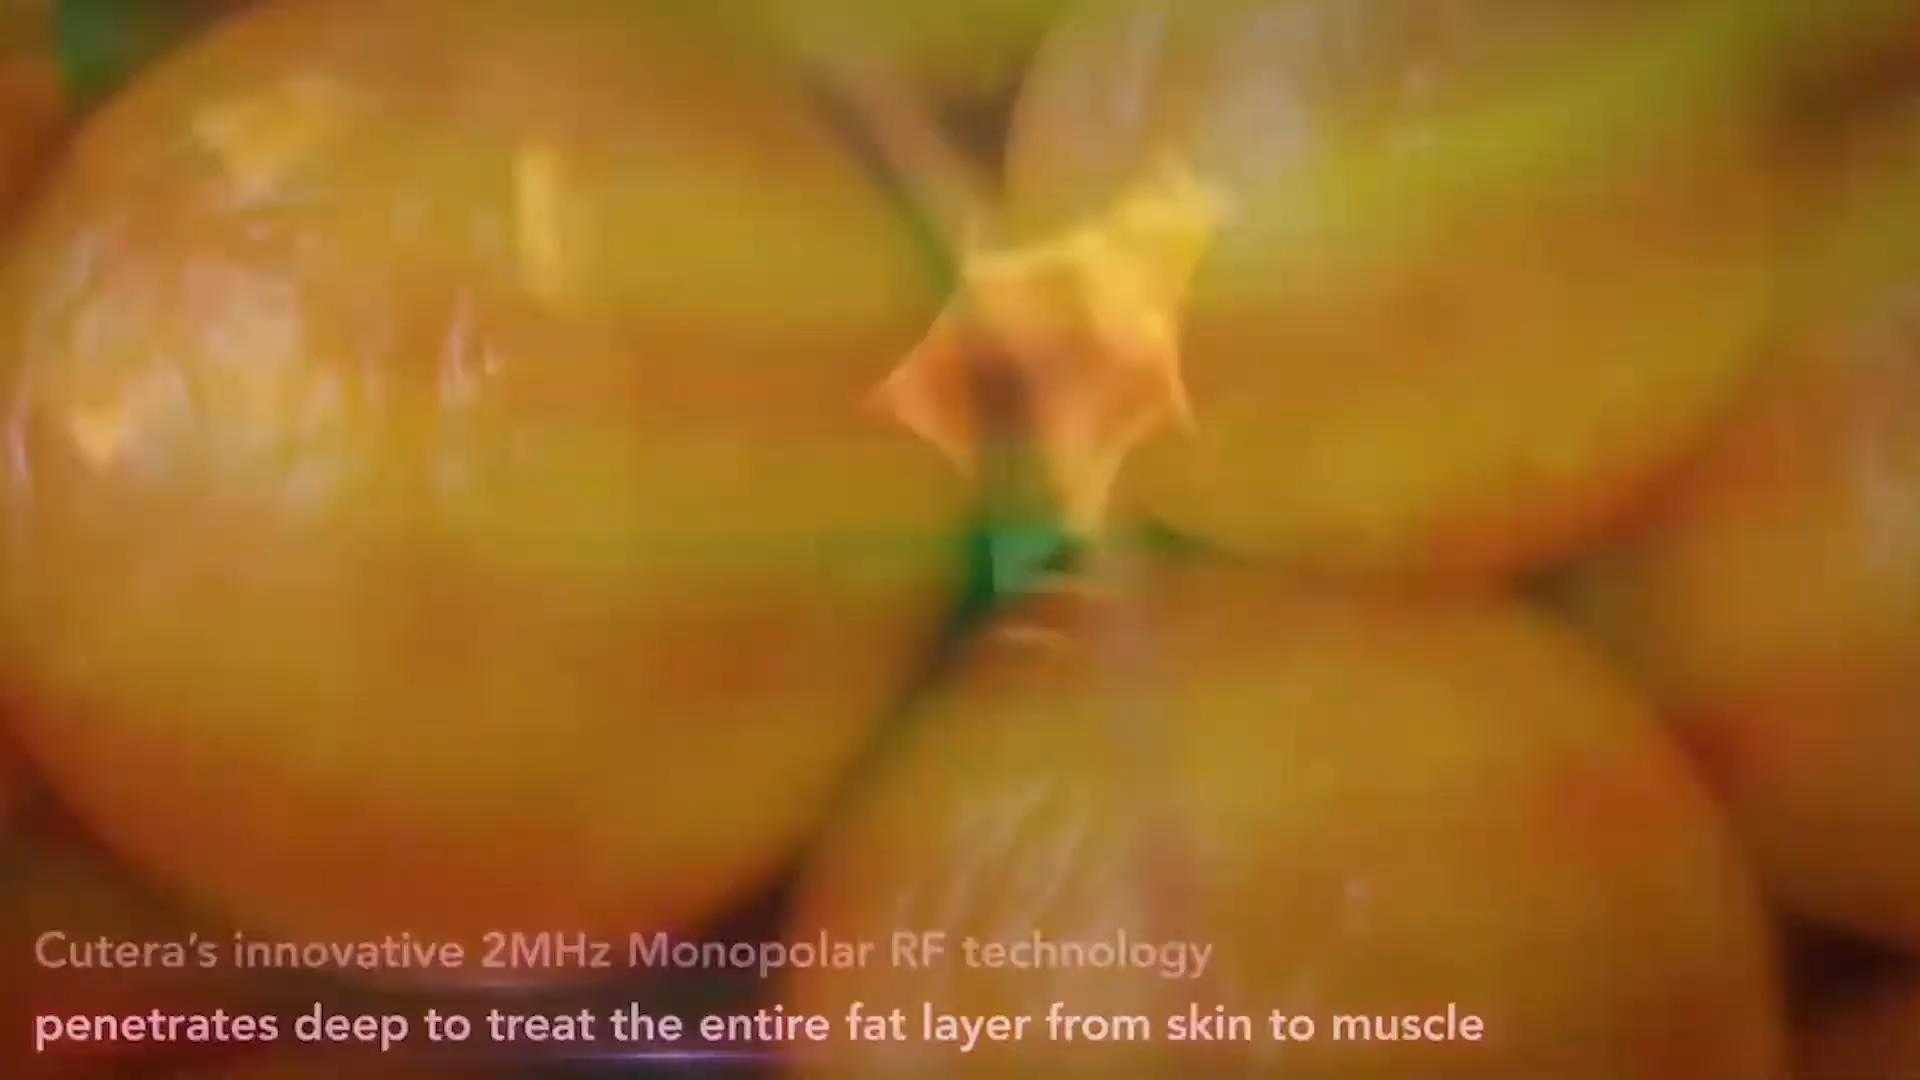 Cutera's innovative 2MHz Monopolar RF technology
penetrates deep to treat the entire fat layer from skin to muscle